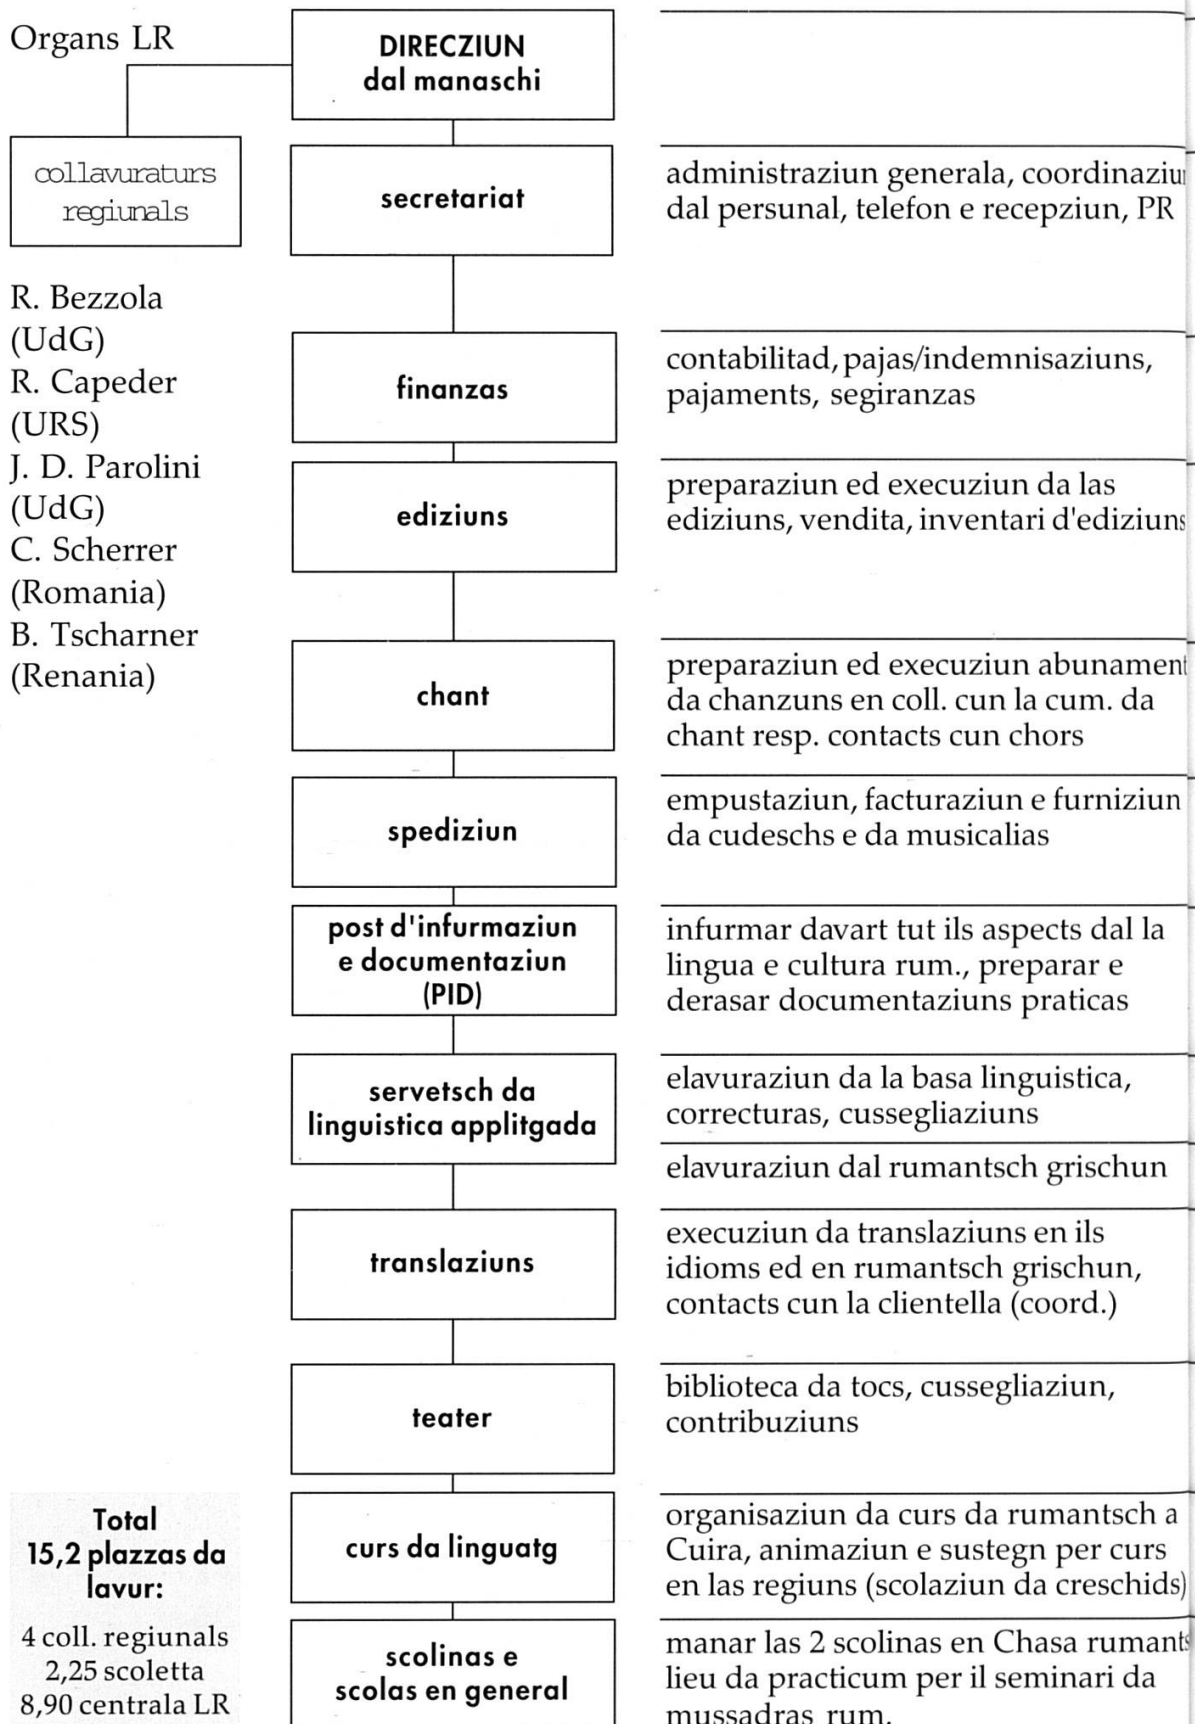 Organs LR
DIRECZIUN
dal manaschi
collavuraturs
regiunals
R. Bezzola
(UdG)
R. Capeder
(URS)
J. D. Parolini
(UdG)
C. Scherrer
(Romania)
B. Tscharner
(Renania)
secretariat
administraziun generala,
dal persunal, telefon e recepziun, PR
finanzas
contabilitad, pajas/indemnisaziuns,
pajaments, segiranzas
ediziuns
preparaziun ed execuziun da las
ediziuns, vendita, inventari d'ediziuns
chant
preparaziun ed execuziun abunament
da chanzuns en coll. cun la cum. da
chant resp. contacts cun chors
spediziun
empustaziun, facturaziun e furniziun
da cudeschs e da musicalias
post d'infurmaziun
e documentaziun
(PID)
infurmar davart tut ils aspects dal la
lingua e cultura rum., preparar e
derasar documentaziuns praticas
servetsch da
linguistica applitgada
elavuraziun da la basa linguistica,
correcturas, cussegliaziuns
elavuraziun dal rumantsch grischun
translaziuns
execuziun da translaziuns en ils
idioms ed en rumantsch grischun,
contacts cun la clientella (coord.)
teater
biblioteca da tocs, cussegliaziun,
contribuziuns
curs da linguatg
organisaziun da curs da rumantsch a
Cuira, animaziun e sustegn per curs
en las regiuns (scolaziun da creschids)
scolinas e
scolas en general
manar las 2 scolinas en Chasa
lieu da practicum per il seminari da
mussadras rum.
Total
15,2 plazzas da
lavur:
4 coll. regiunals
2,25 scoletta
8,90 centrala LR